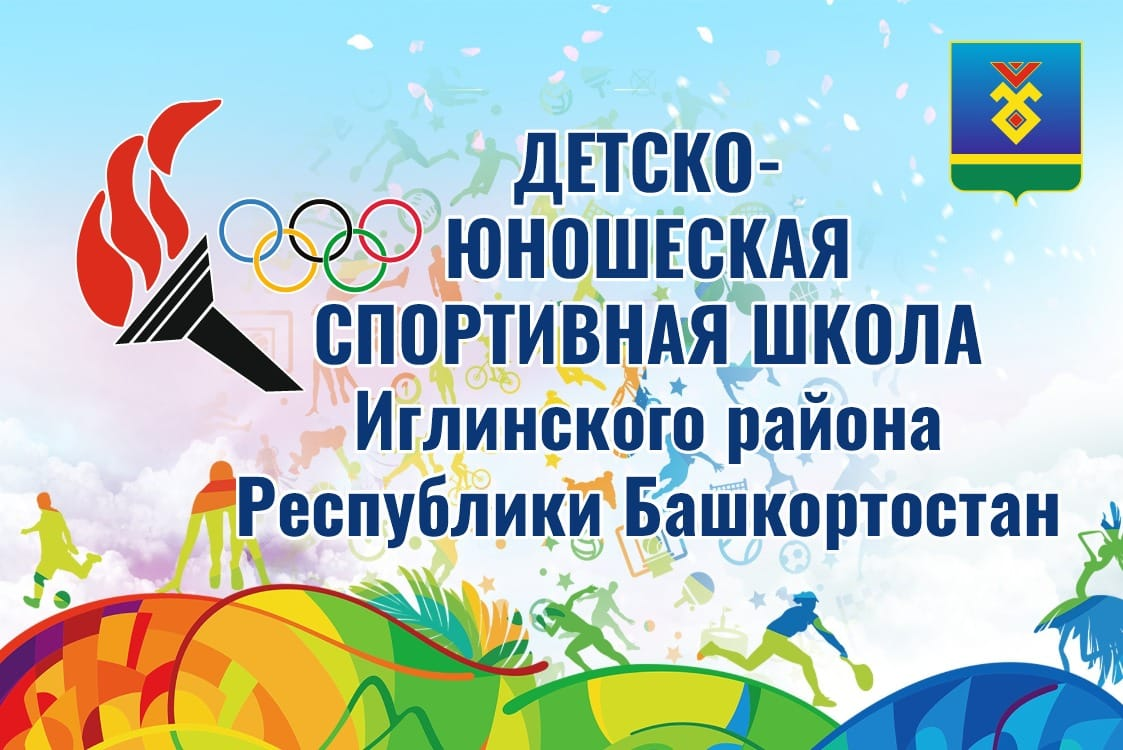 ДЕТСКО-
ЮНОШЕСКАЯ
СПОРТИВНАЯ ШКОЛА
Иглинского района
Республики Башкортостан